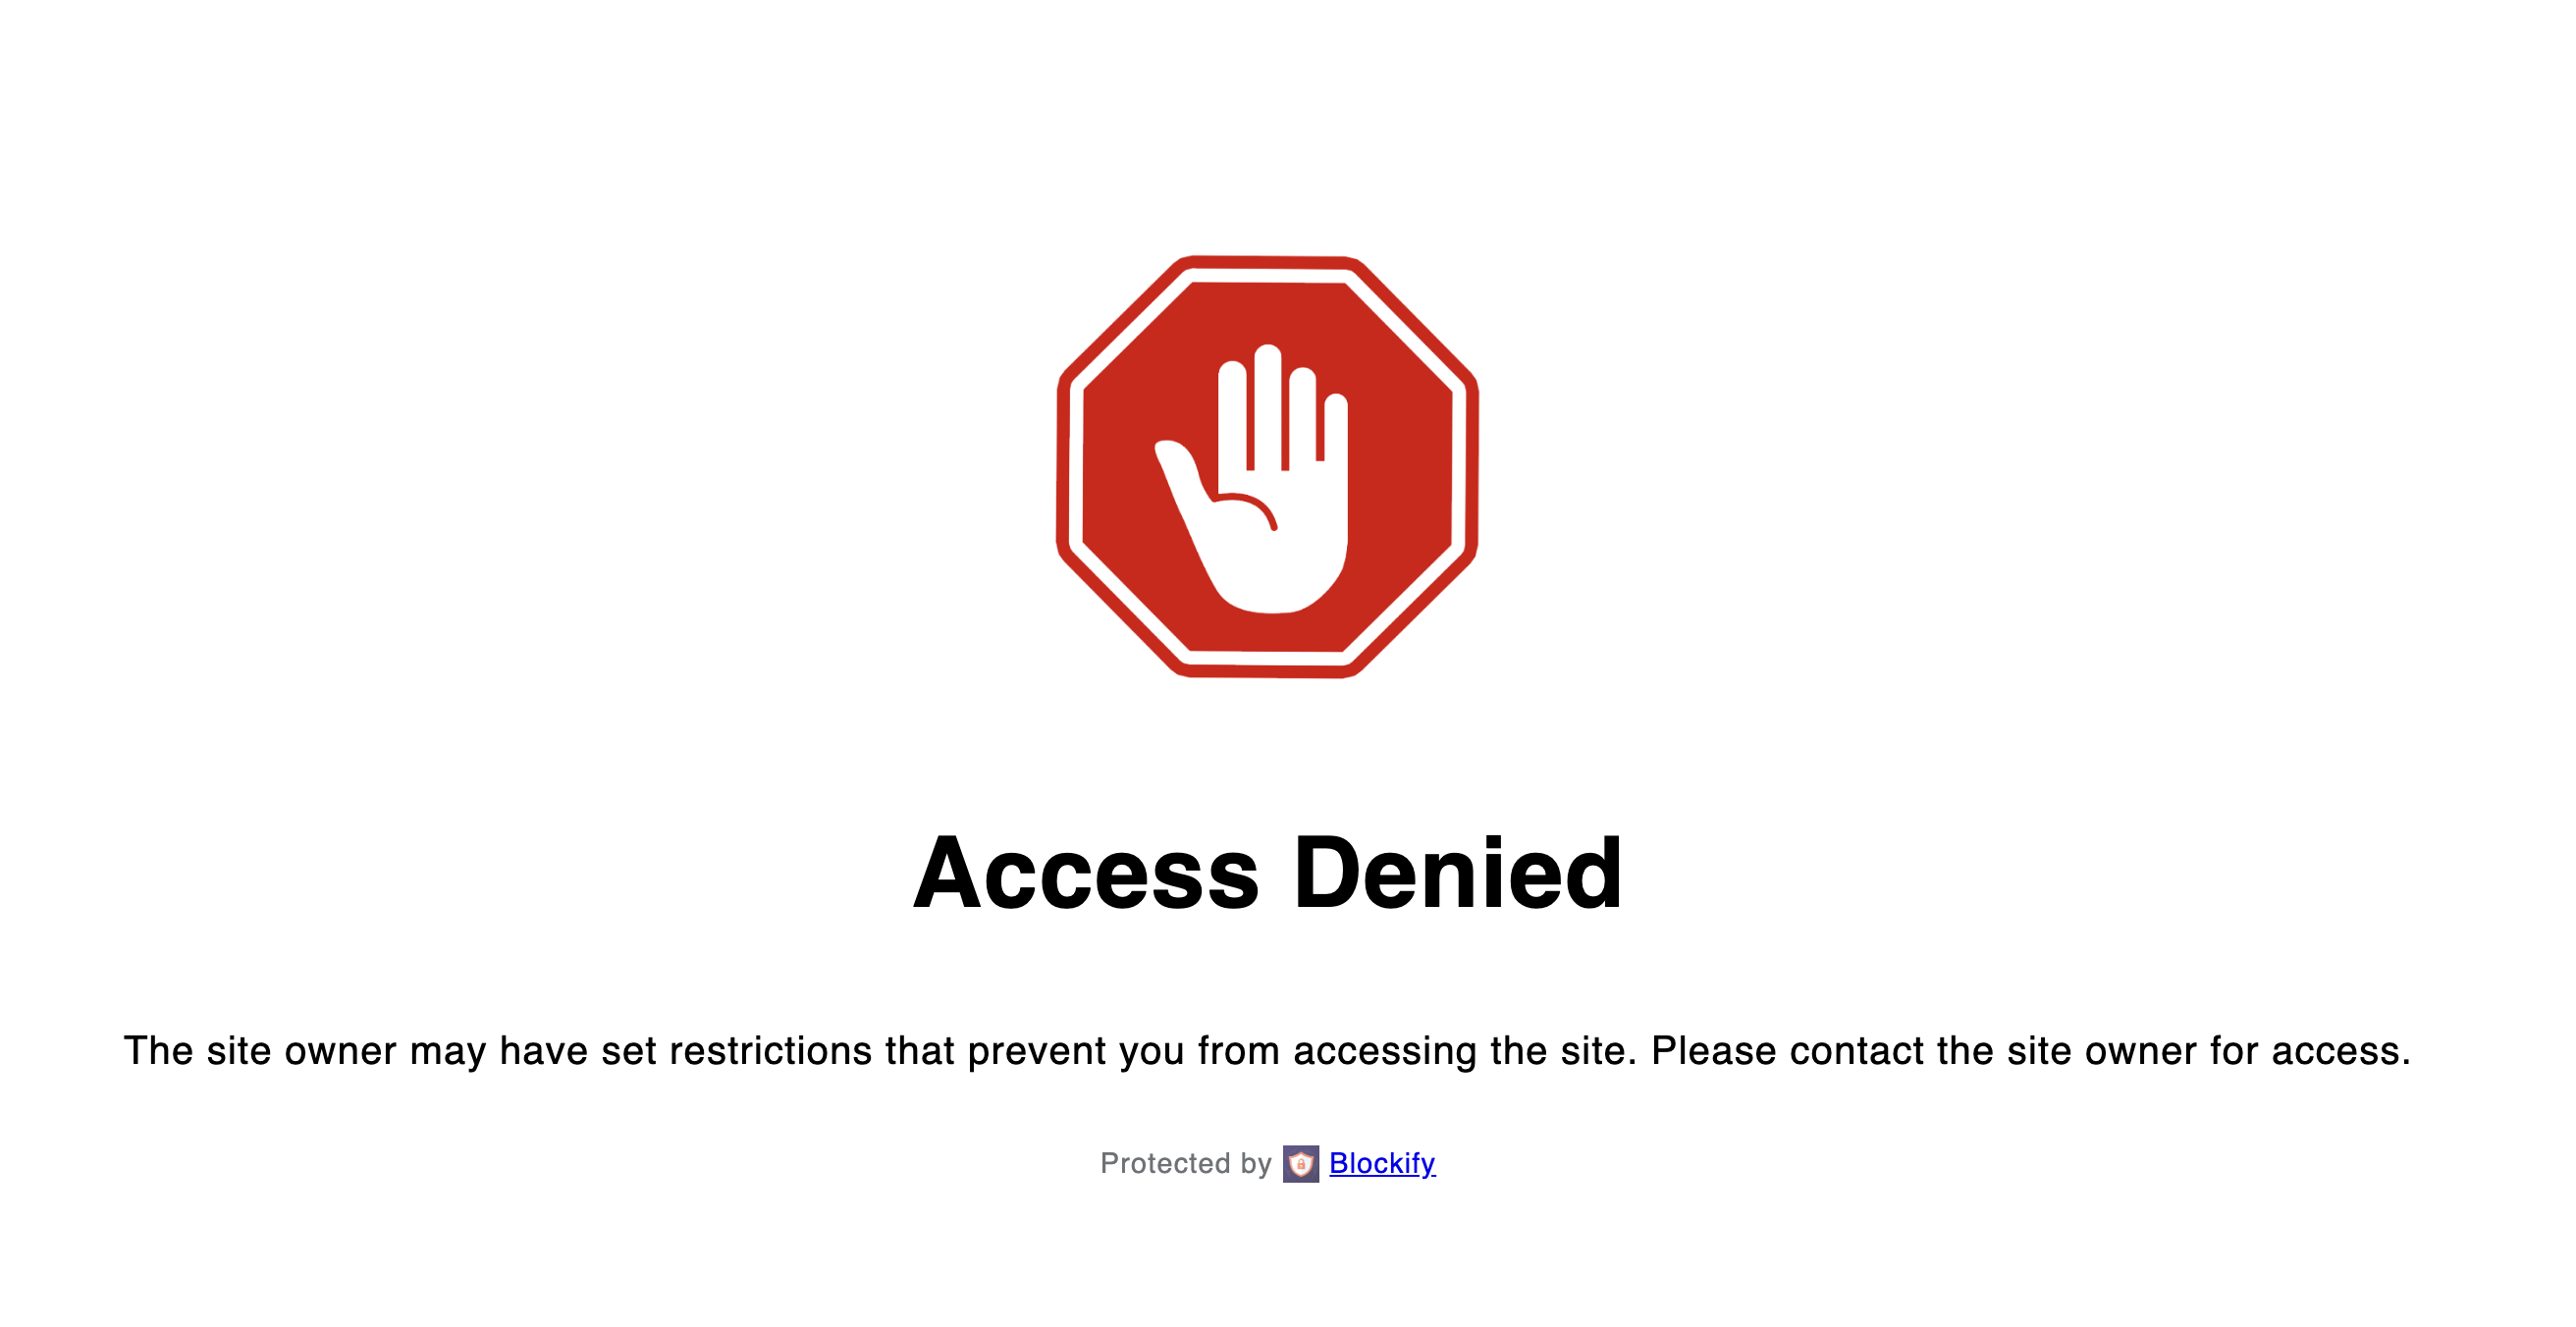 Access Denied
The site owner may have set restrictions that prevent you from accessing the site. Please contact the site owner for access.
Protected by Blockify